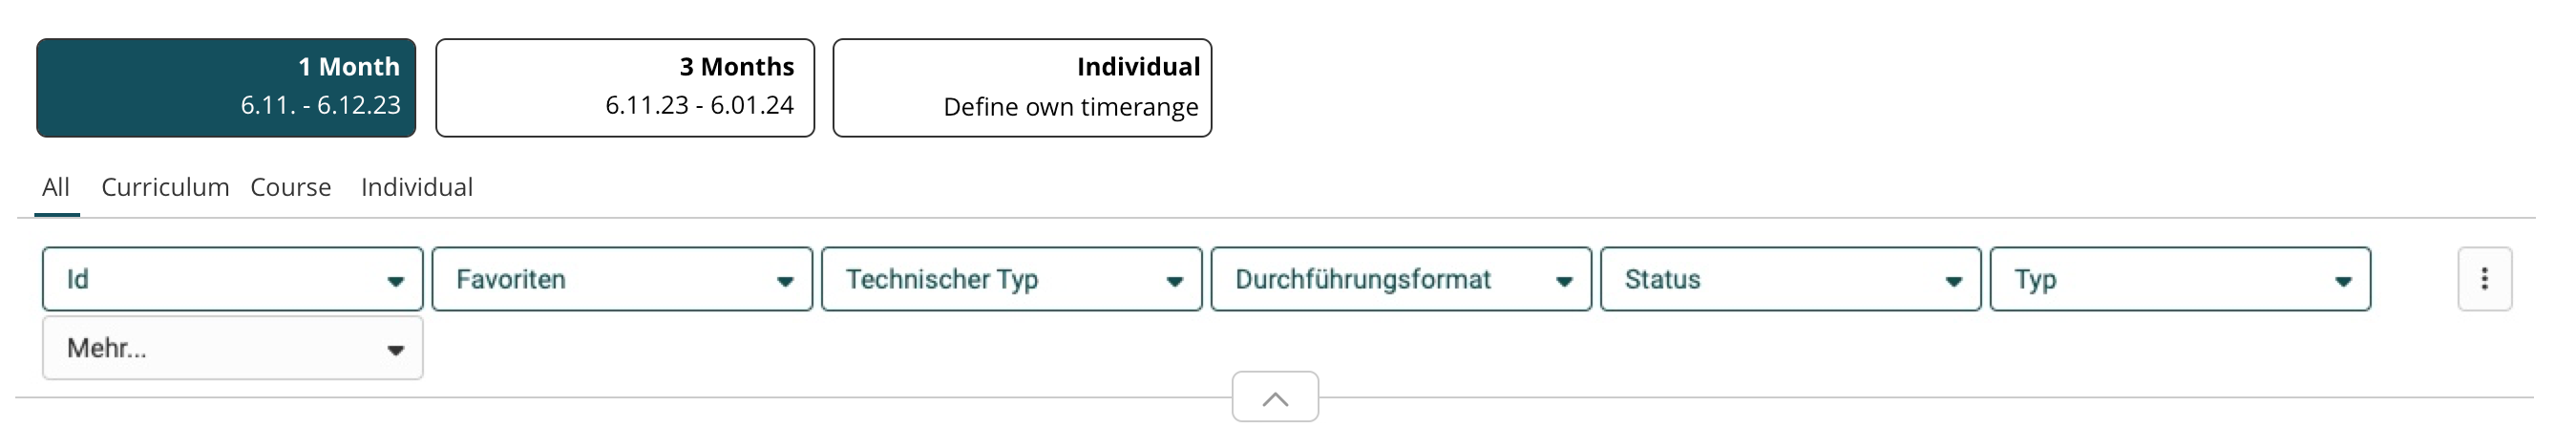 1 Month
6.11. - 6.12.23
3 Months
6.11.23 - 6.01.24
Individual
Define own timerange
All Curriculum Course Individual
Id Favoriten Technischer Typ Durchführungsformat Status Typ
Mehr...